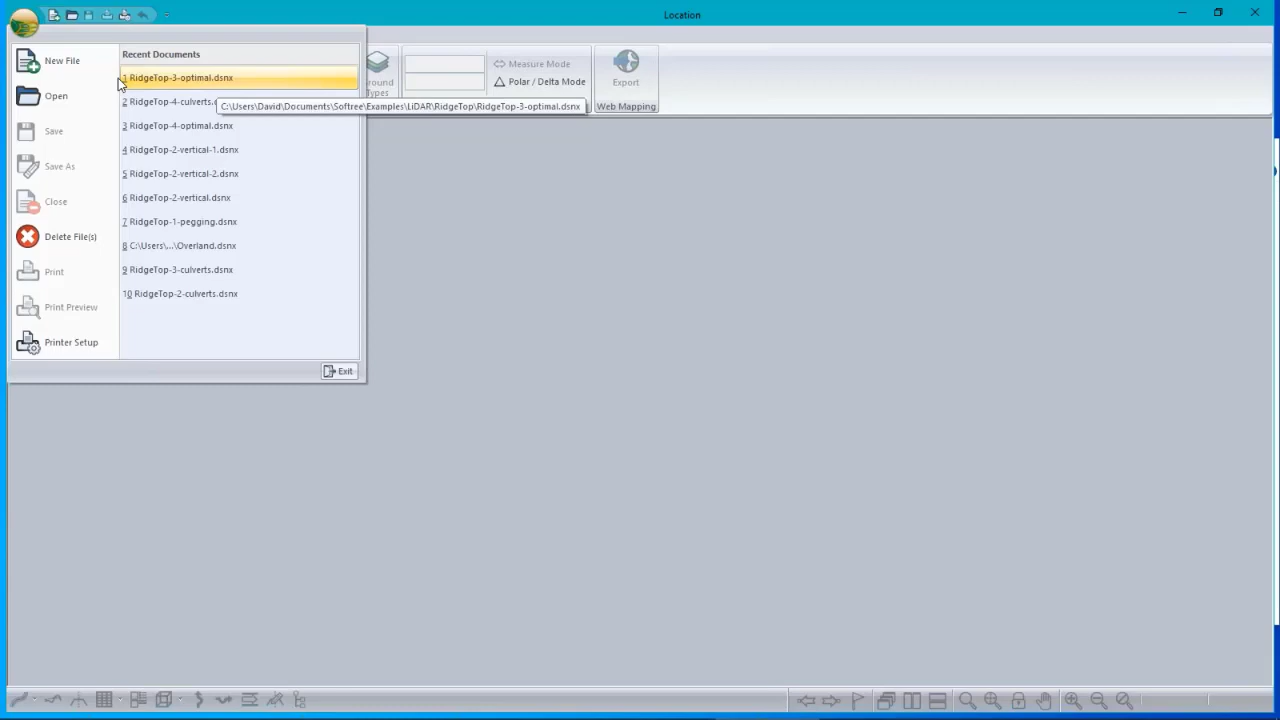 Location
New File
Open
Save
Save As
Close
Delete File(s)
Print
Print Preview
Printer Setup
Recent Documents
1 RidgeTop-3-optimal.dsnx
2 RidgeTop-4-culverts.
C:\Users\David\Documents\Softree\Examples\LiDAR\RidgeTop\RidgeTop-3-optimal.dsnx
3 RidgeTop-4-optimal.dsnx
4 RidgeTop-2-vertical-1.dsnx
5 RidgeTop-2-vertical-2.dsnx
6 RidgeTop-2-vertical.dsnx
7 RidgeTop-1-pegging.dsnx
8 C:\Users\...\Overland.dsnx
9 RidgeTop-3-culverts.dsnx
10 RidgeTop-2-culverts.dsnx
Exit
round
Types
Measure Mode
Polar / Delta Mode
Export
Web Mapping